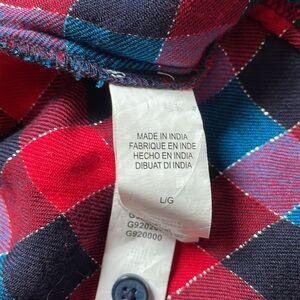 MADE IN INDIA
FABRIQUE EN INDE
HECHO EN INDIA
DIBUAT DI INDIA
L/G
G920000